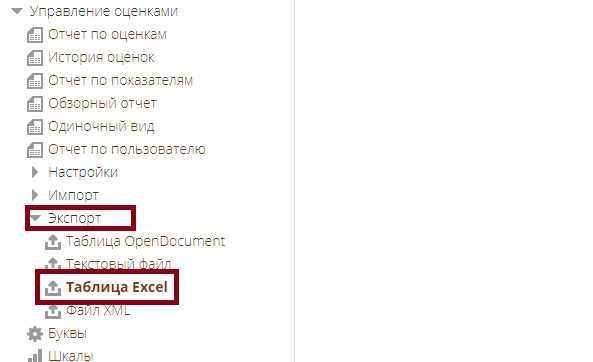 Управление оценками
Отчет по оценкам
История оценок
Отчет по показателям
Обзорный отчет
Одиночный вид
Отчет по пользователю
Настройки
Импорт
Экспорт
Таблица OpenDocument
Текстовый файл
Таблица Excel
Файл XML
Буквы
Шкалы